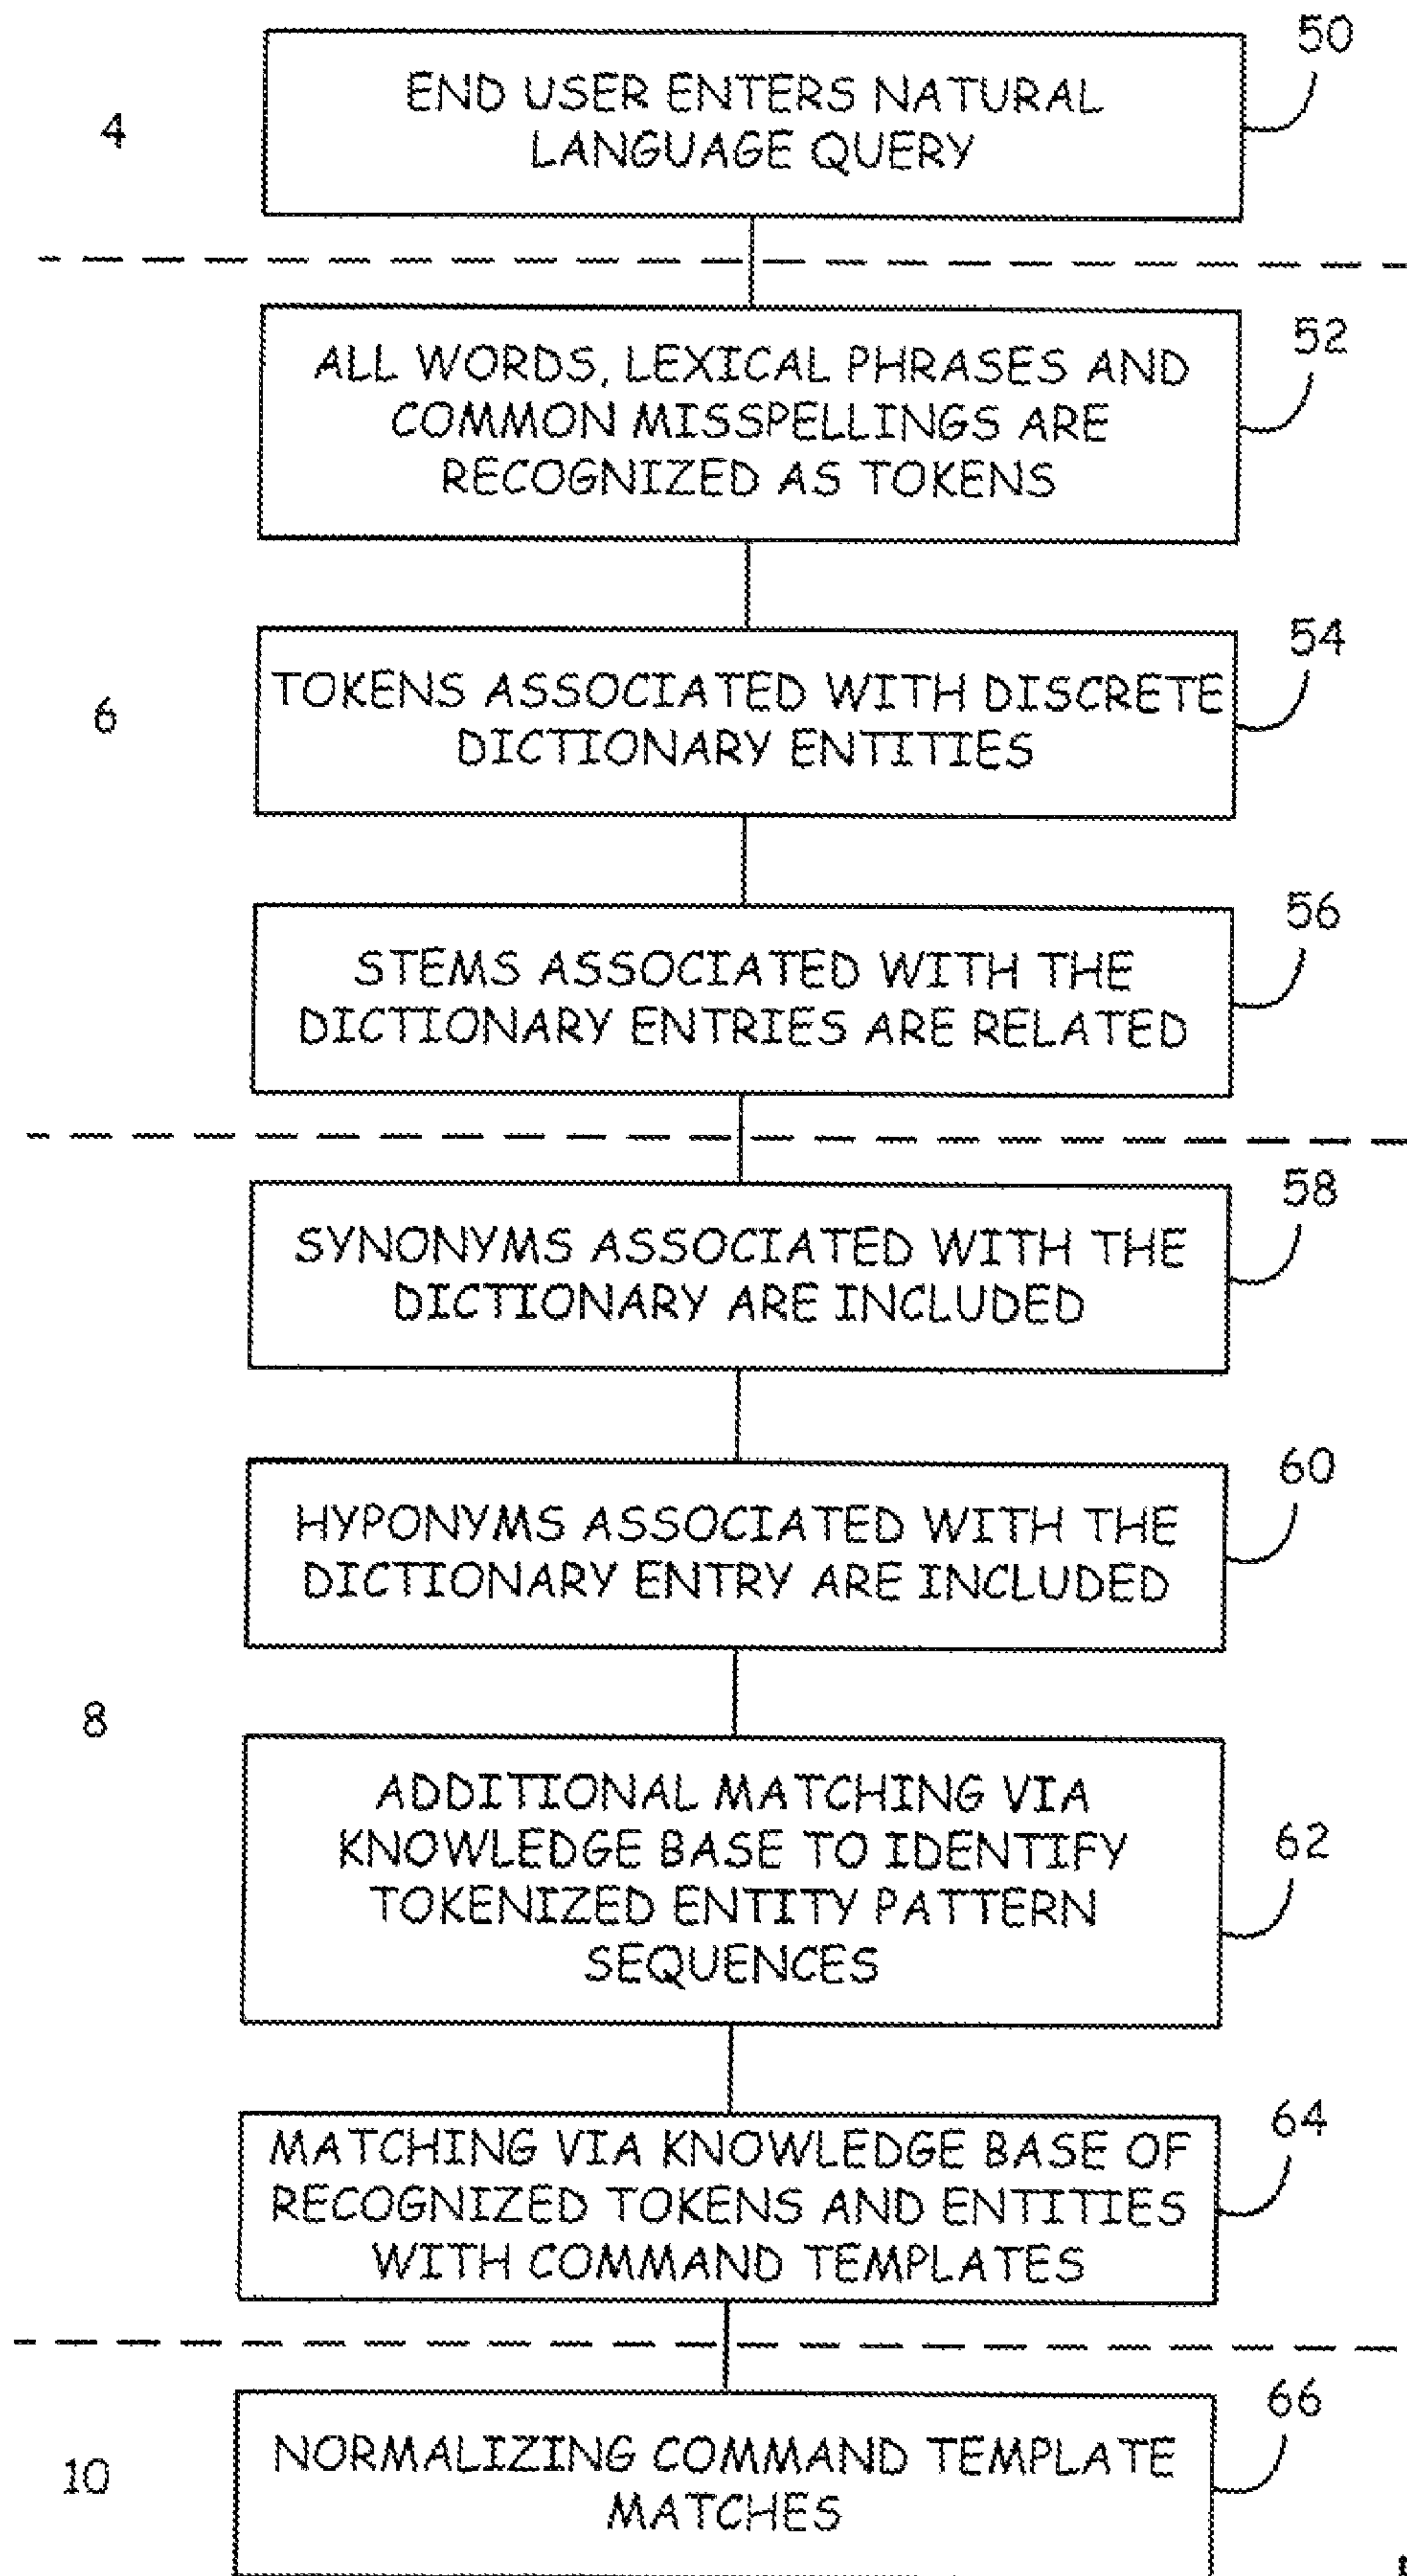 50
END USER ENTERS NATURAL
LANGUAGE QUERY
4
52
ALL WORDS, LEXICAL PHRASES AND
COMMON MISSPELLINGS ARE
RECOGNIZED AS TOKENS
54
TOKENS ASSOCIATED WITH DISCRETE
DICTIONARY ENTITIES
6
56
STEMS ASSOCIATED WITH THE
DICTIONARY ENTRIES ARE RELATED
58
SYNONYMS ASSOCIATED WITH THE
DICTIONARY ARE INCLUDED
60
HYPONYMS ASSOCIATED WITH THE
DICTIONARY ENTRY ARE INCLUDED
8
ADDITIONAL MATCHING VIA
KNOWLEDGE BASE TO IDENTIFY
TOKENIZED ENTITY PATTERN
SEQUENCES
62
64
MATCHING VIA KNOWLEDGE BASE OF
RECOGNIZED TOKENS AND ENTITIES
WITH COMMAND TEMPLATES
66
NORMALIZING COMMAND TEMPLATE
MATCHES
10